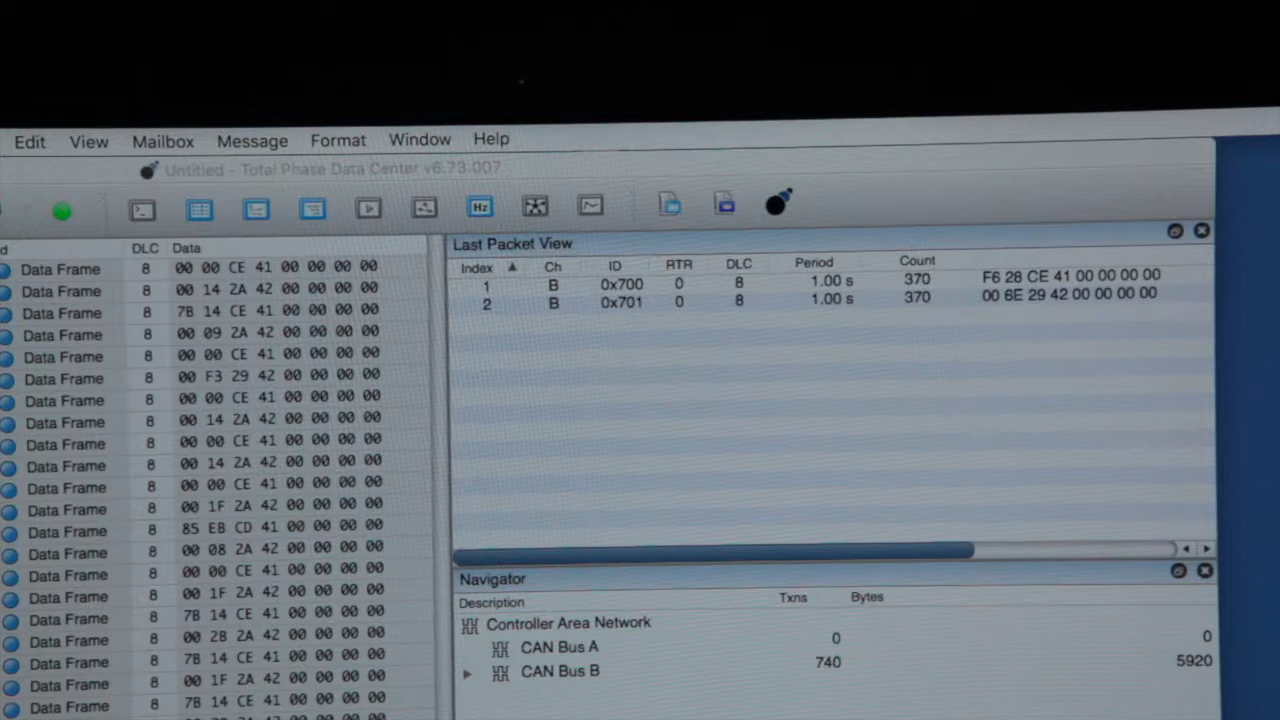 Edit View Mailbox Message Format Window Help
Untitled - Total Phase Data Center v6.73.007
Hz
d DLC Data
Data Frame 8 00 00 CE 41 00 00 00 00
Data Frame 8 00 14 2A 42 00 00 00 00
Data Frame 8 7B 14 CE 41 00 00 00 00
Data Frame 8 00 09 2A 42 00 00 00 00
Data Frame 8 00 00 CE 41 00 00 00 00
Data Frame 8 00 F3 29 42 00 00 00 00
Data Frame 8 00 00 CE 41 00 00 00 00
Data Frame 8 00 14 2A 42 00 00 00 00
Data Frame 8 00 00 CE 41 00 00 00 00
Data Frame 8 00 14 2A 42 00 00 00 00
Data Frame 8 00 00 CE 41 00 00 00 00
Data Frame 8 00 1F 2A 42 00 00 00 00
Data Frame 8 85 EB CD 41 00 00 00 00
Data Frame 8 00 08 2A 42 00 00 00 00
Data Frame 8 00 00 CE 41 00 00 00 00
Data Frame 8 00 1F 2A 42 00 00 00 00
Data Frame 8 7B 14 CE 41 00 00 00 00
Data Frame 8 00 2B 2A 42 00 00 00 00
Data Frame 8 7B 14 CE 41 00 00 00 00
Data Frame 8 00 1F 2A 42 00 00 00 00
Data Frame 8 7B 14 CE 41 00 00 00 00
Last Packet View
Index Ch ID RTR DLC Period Count
1 B 0x700 0 8 1.00 s 370 F6 28 CE 41 00 00 00 00
2 B 0x701 0 8 1.00 s 370 00 6E 29 42 00 00 00 00
Navigator
Description Txns Bytes
Controller Area Network
CAN Bus A 0 0
CAN Bus B 740 5920